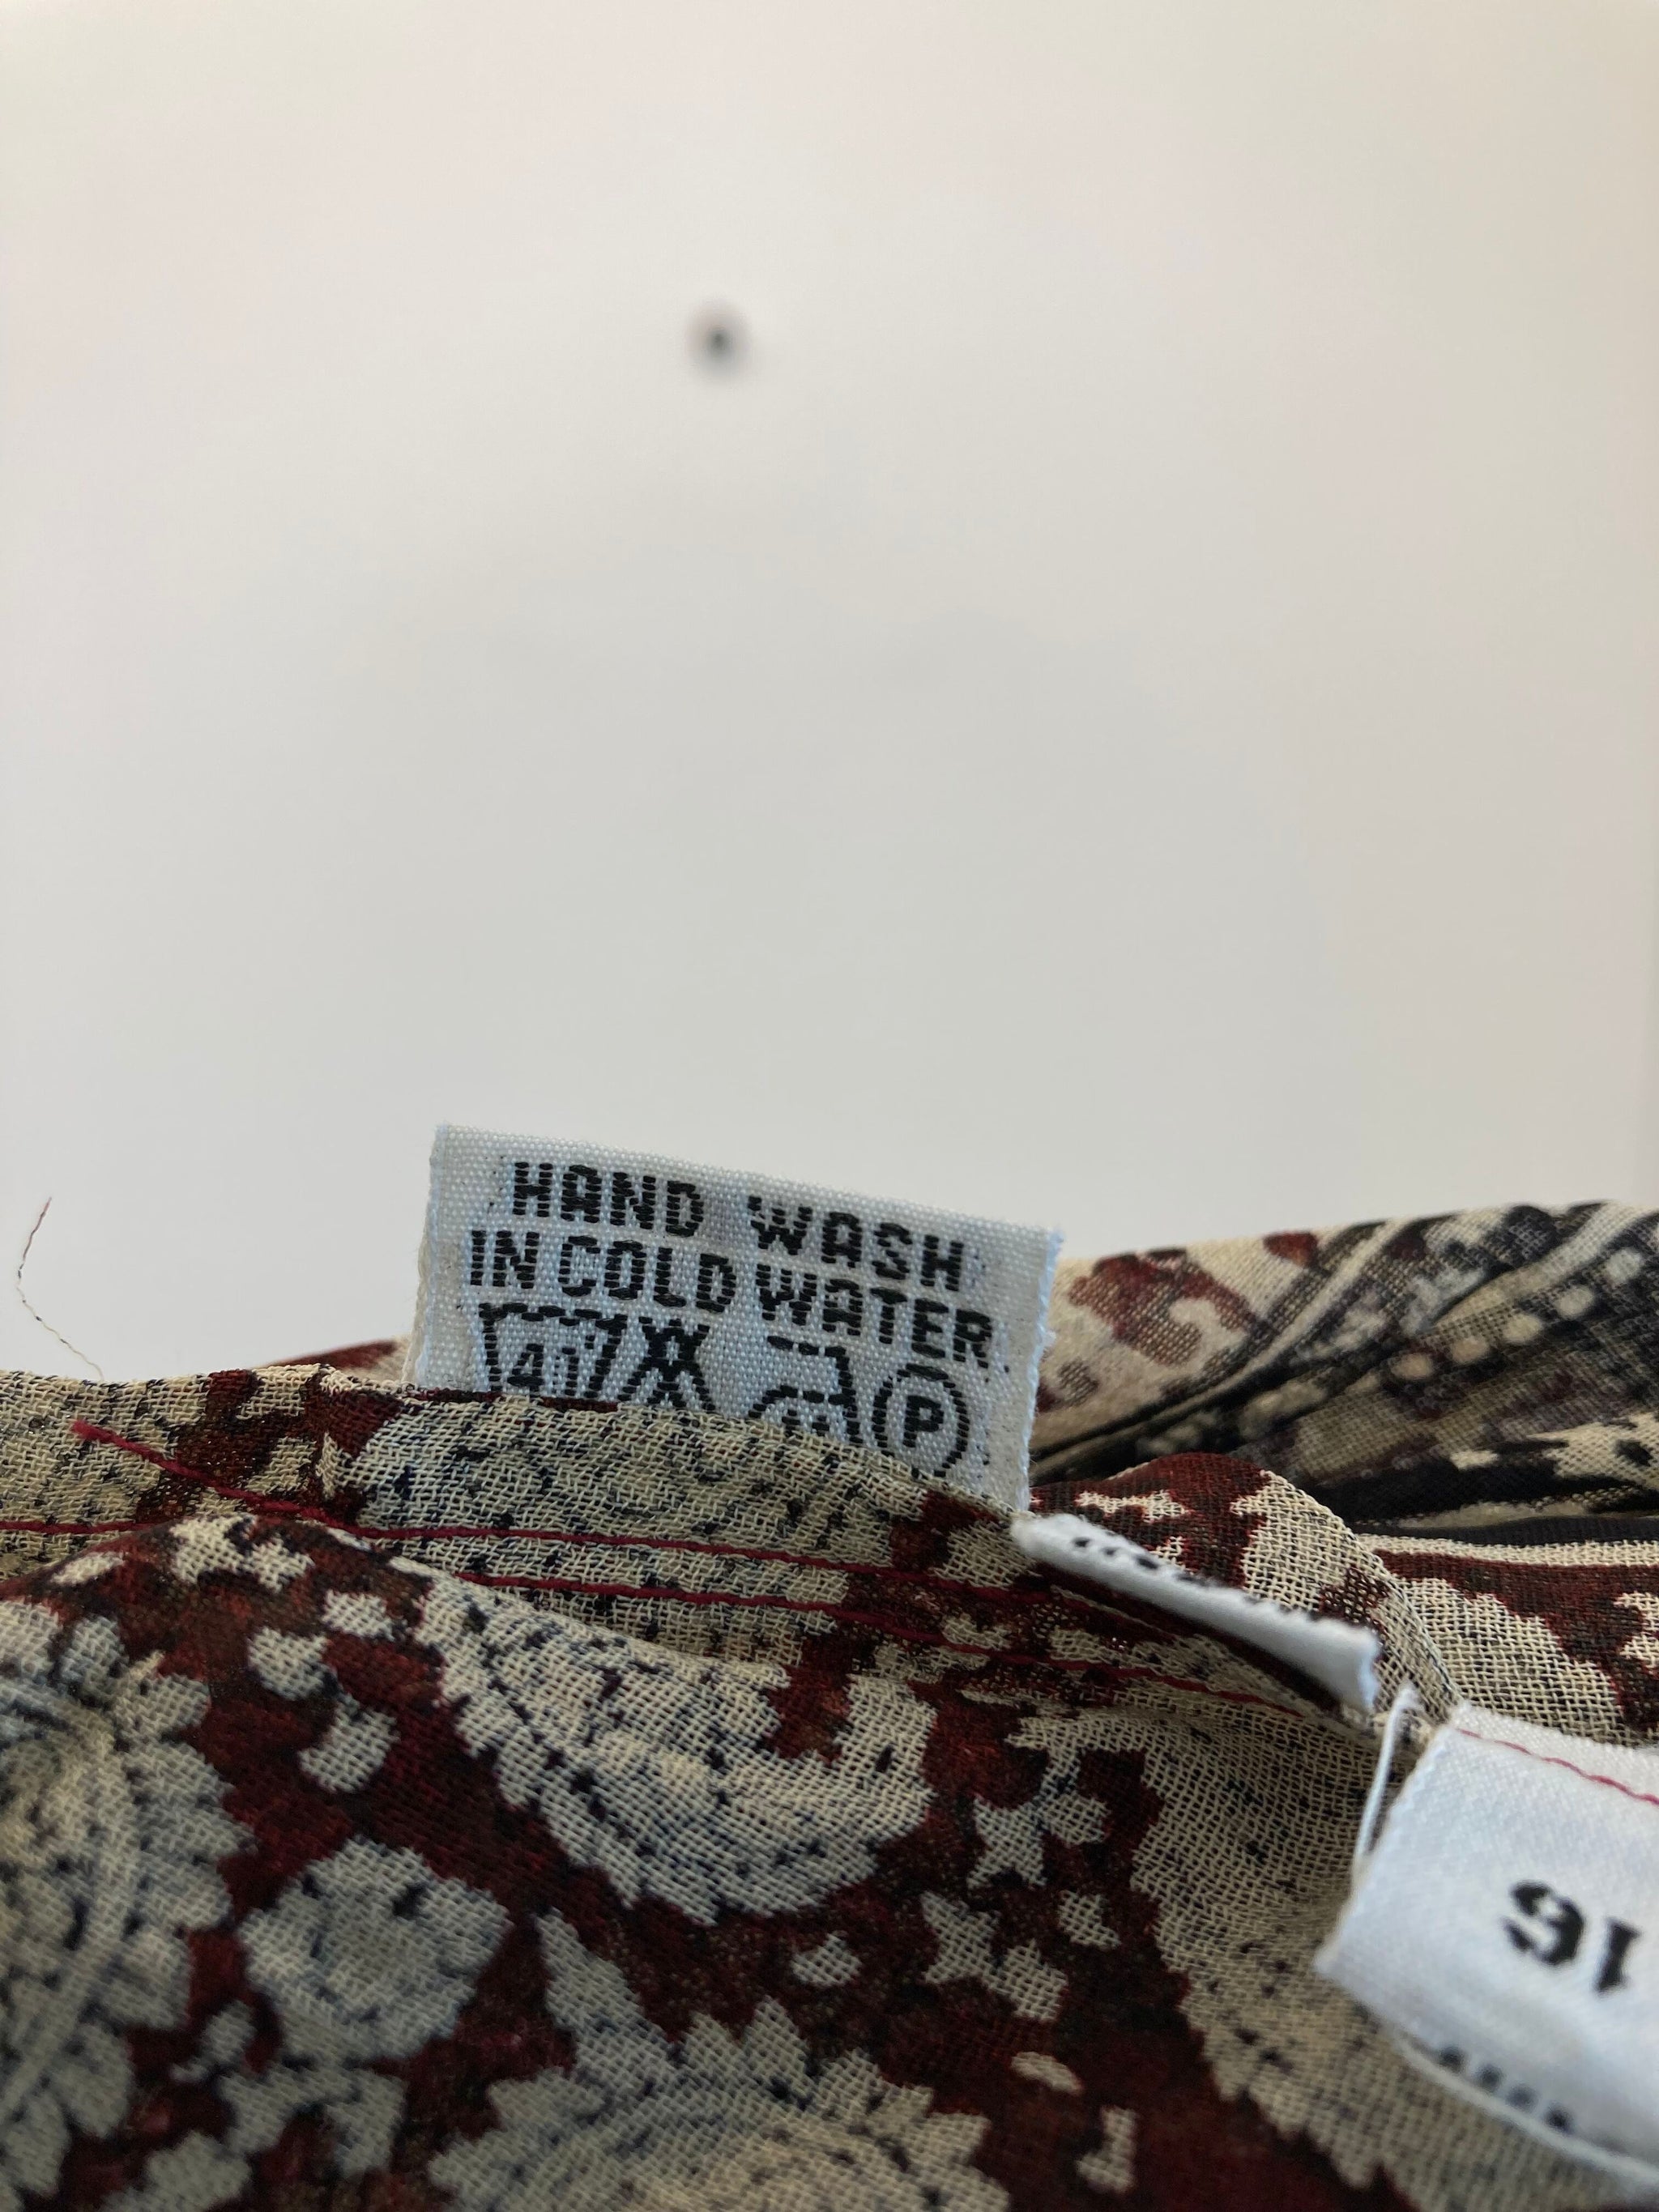 HAND WASH
IN COLD WATER.
40 P
16